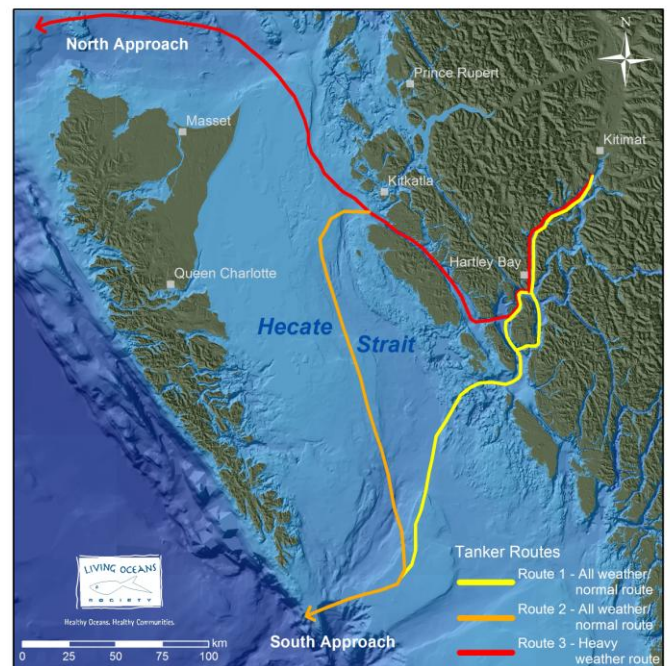 N
North Approach
Prince Rupert
Masset
Kitimat
Kitkatla
Hartley Bay
Queen Charlotte
Hecate Strait
Tanker Routes
Route 1 - All weather/
normal route
Route 2 - All weather/
normal route
Route 3 - Heavy
weather route
LIVING OCEANS
SOCIETY
Healthy Oceans. Healthy Communities.
km
0 25 50 75 100
South Approach